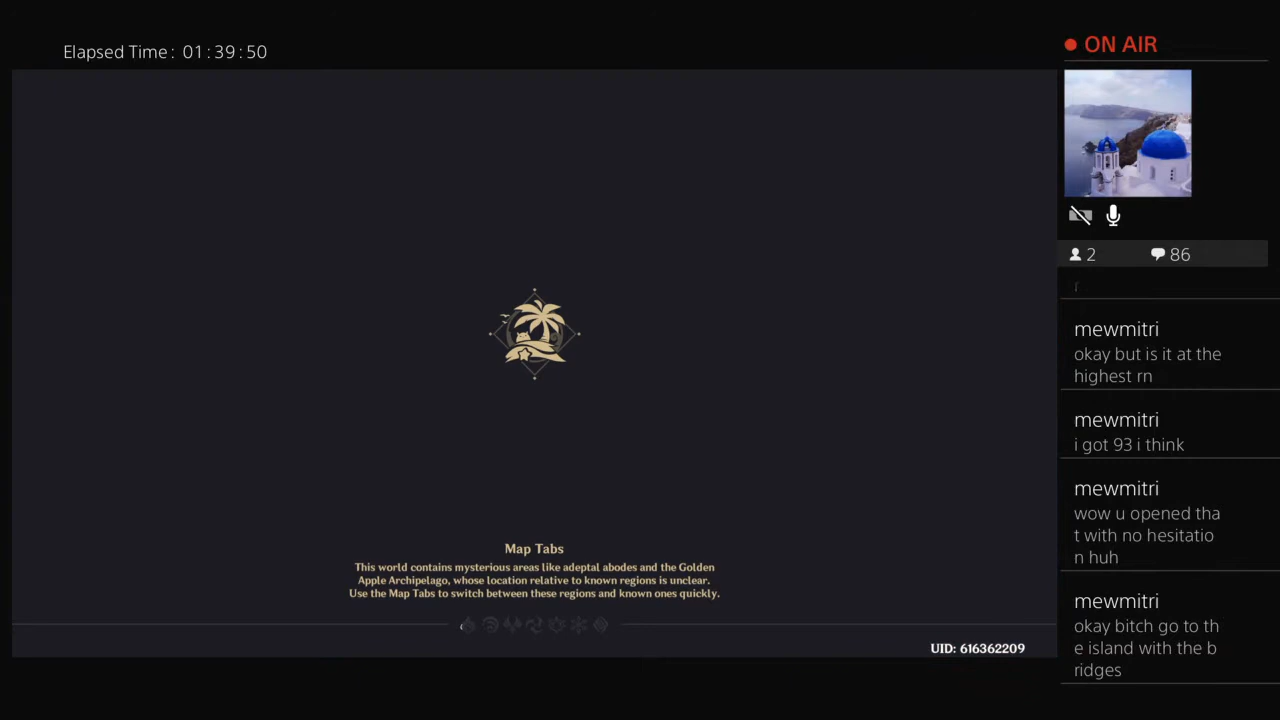 Elapsed Time: 01:39:50
ON AIR
2 86
mewmitri
okay but is it at the
highest rn
mewmitri
i got 93 i think
mewmitri
wow u opened tha
t with no hesitatio
n huh
mewmitri
okay bitch go to th
e island with the b
ridges
Map Tabs
This world contains mysterious areas like adeptal abodes and the Golden
Apple Archipelago, whose location relative to known regions is unclear.
Use the Map Tabs to switch between these regions and known ones quickly.
UID: 616362209